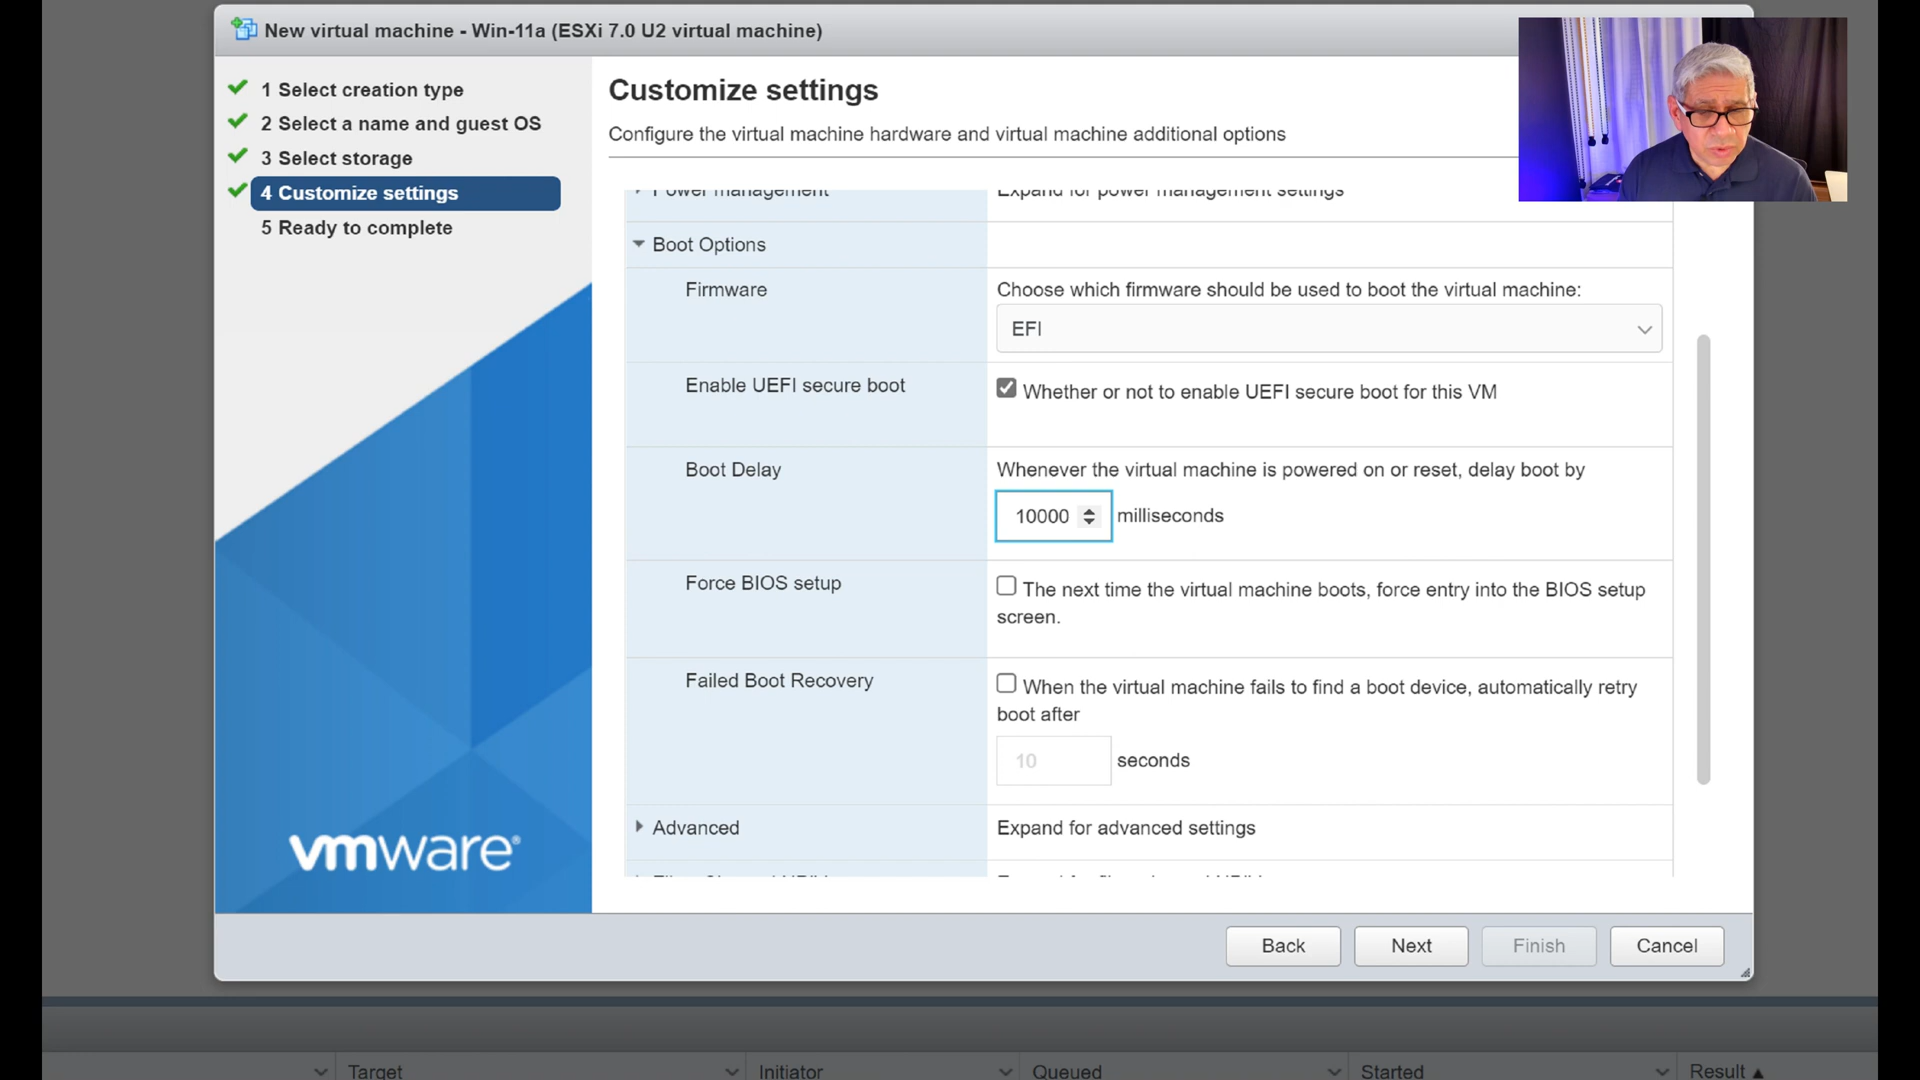 New virtual machine - Win-11a (ESXi 7.0 U2 virtual machine)
1 Select creation type
2 Select a name and guest OS
3 Select storage
4 Customize settings
5 Ready to complete
vmware®
Customize settings
Configure the virtual machine hardware and virtual machine additional options
Power management Expand for power management settings
Boot Options
Firmware
Choose which firmware should be used to boot the virtual machine:
EFI
Enable UEFI secure boot
Whether or not to enable UEFI secure boot for this VM
Boot Delay
Whenever the virtual machine is powered on or reset, delay boot by
10000 milliseconds
Force BIOS setup
The next time the virtual machine boots, force entry into the BIOS setup
screen.
Failed Boot Recovery
When the virtual machine fails to find a boot device, automatically retry
boot after
10 seconds
Advanced Expand for advanced settings
Back Next Finish Cancel
Target Initiator Queued Started Result ▲